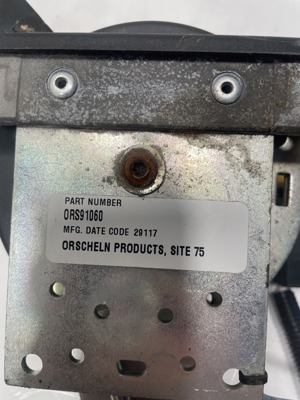 PART NUMBER
ORS91060
MFG. DATE CODE 29117
ORSCHELN PRODUCTS, SITE 75